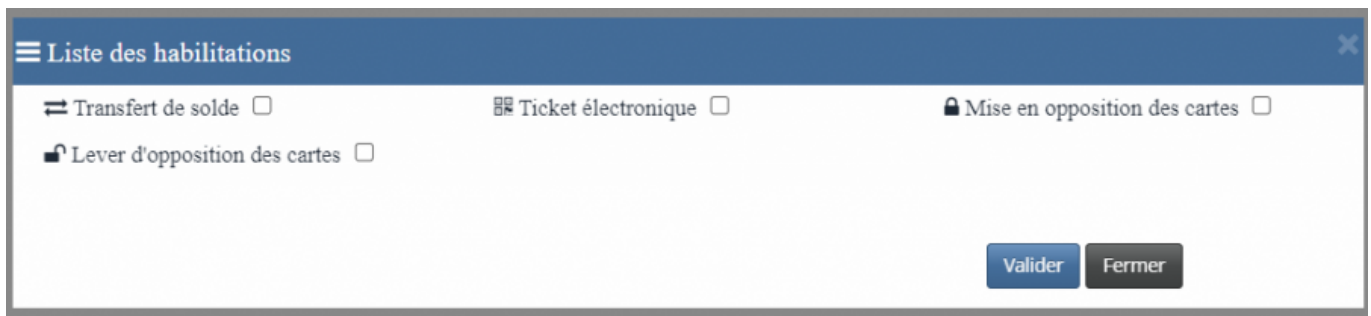 Liste des habilitations
Transfert de solde Ticket électronique Mise en opposition des cartes
Lever d'opposition des cartes
Valider Fermer